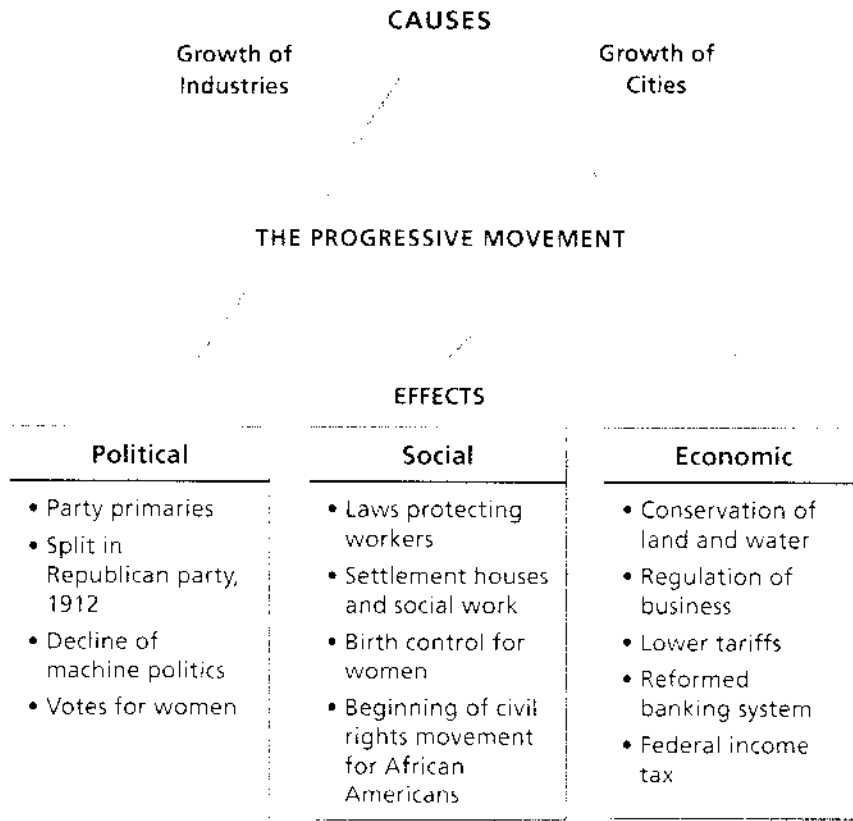 CAUSES
Growth of
Industries
Growth of
Cities
THE PROGRESSIVE MOVEMENT
EFFECTS
Political
• Party primaries
• Split in
Republican party,
1912
• Decline of
machine politics
• Votes for women
Social
• Laws protecting
workers
• Settlement houses
and social work
• Birth control for
women
• Beginning of civil
rights movement
for African
Americans
Economic
• Conservation of
land and water
• Regulation of
business
• Lower tariffs
• Reformed
banking system
• Federal income
tax